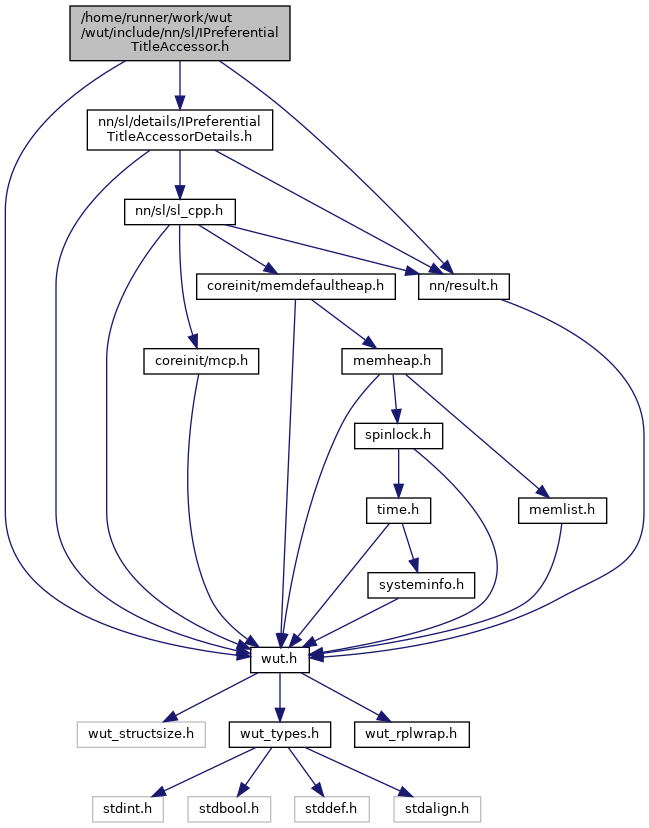 /home/runner/work/wut
/wut/include/nn/sl/IPreferential
TitleAccessor.h
nn/sl/details/IPreferential
TitleAccessorDetails.h
nn/sl/sl_cpp.h
coreinit/memdefaultheap.h
nn/result.h
coreinit/mcp.h
memheap.h
spinlock.h
time.h
memlist.h
systeminfo.h
wut.h
wut_structsize.h
wut_types.h
wut_rplwrap.h
stdint.h
stdbool.h
stddef.h
stdalign.h